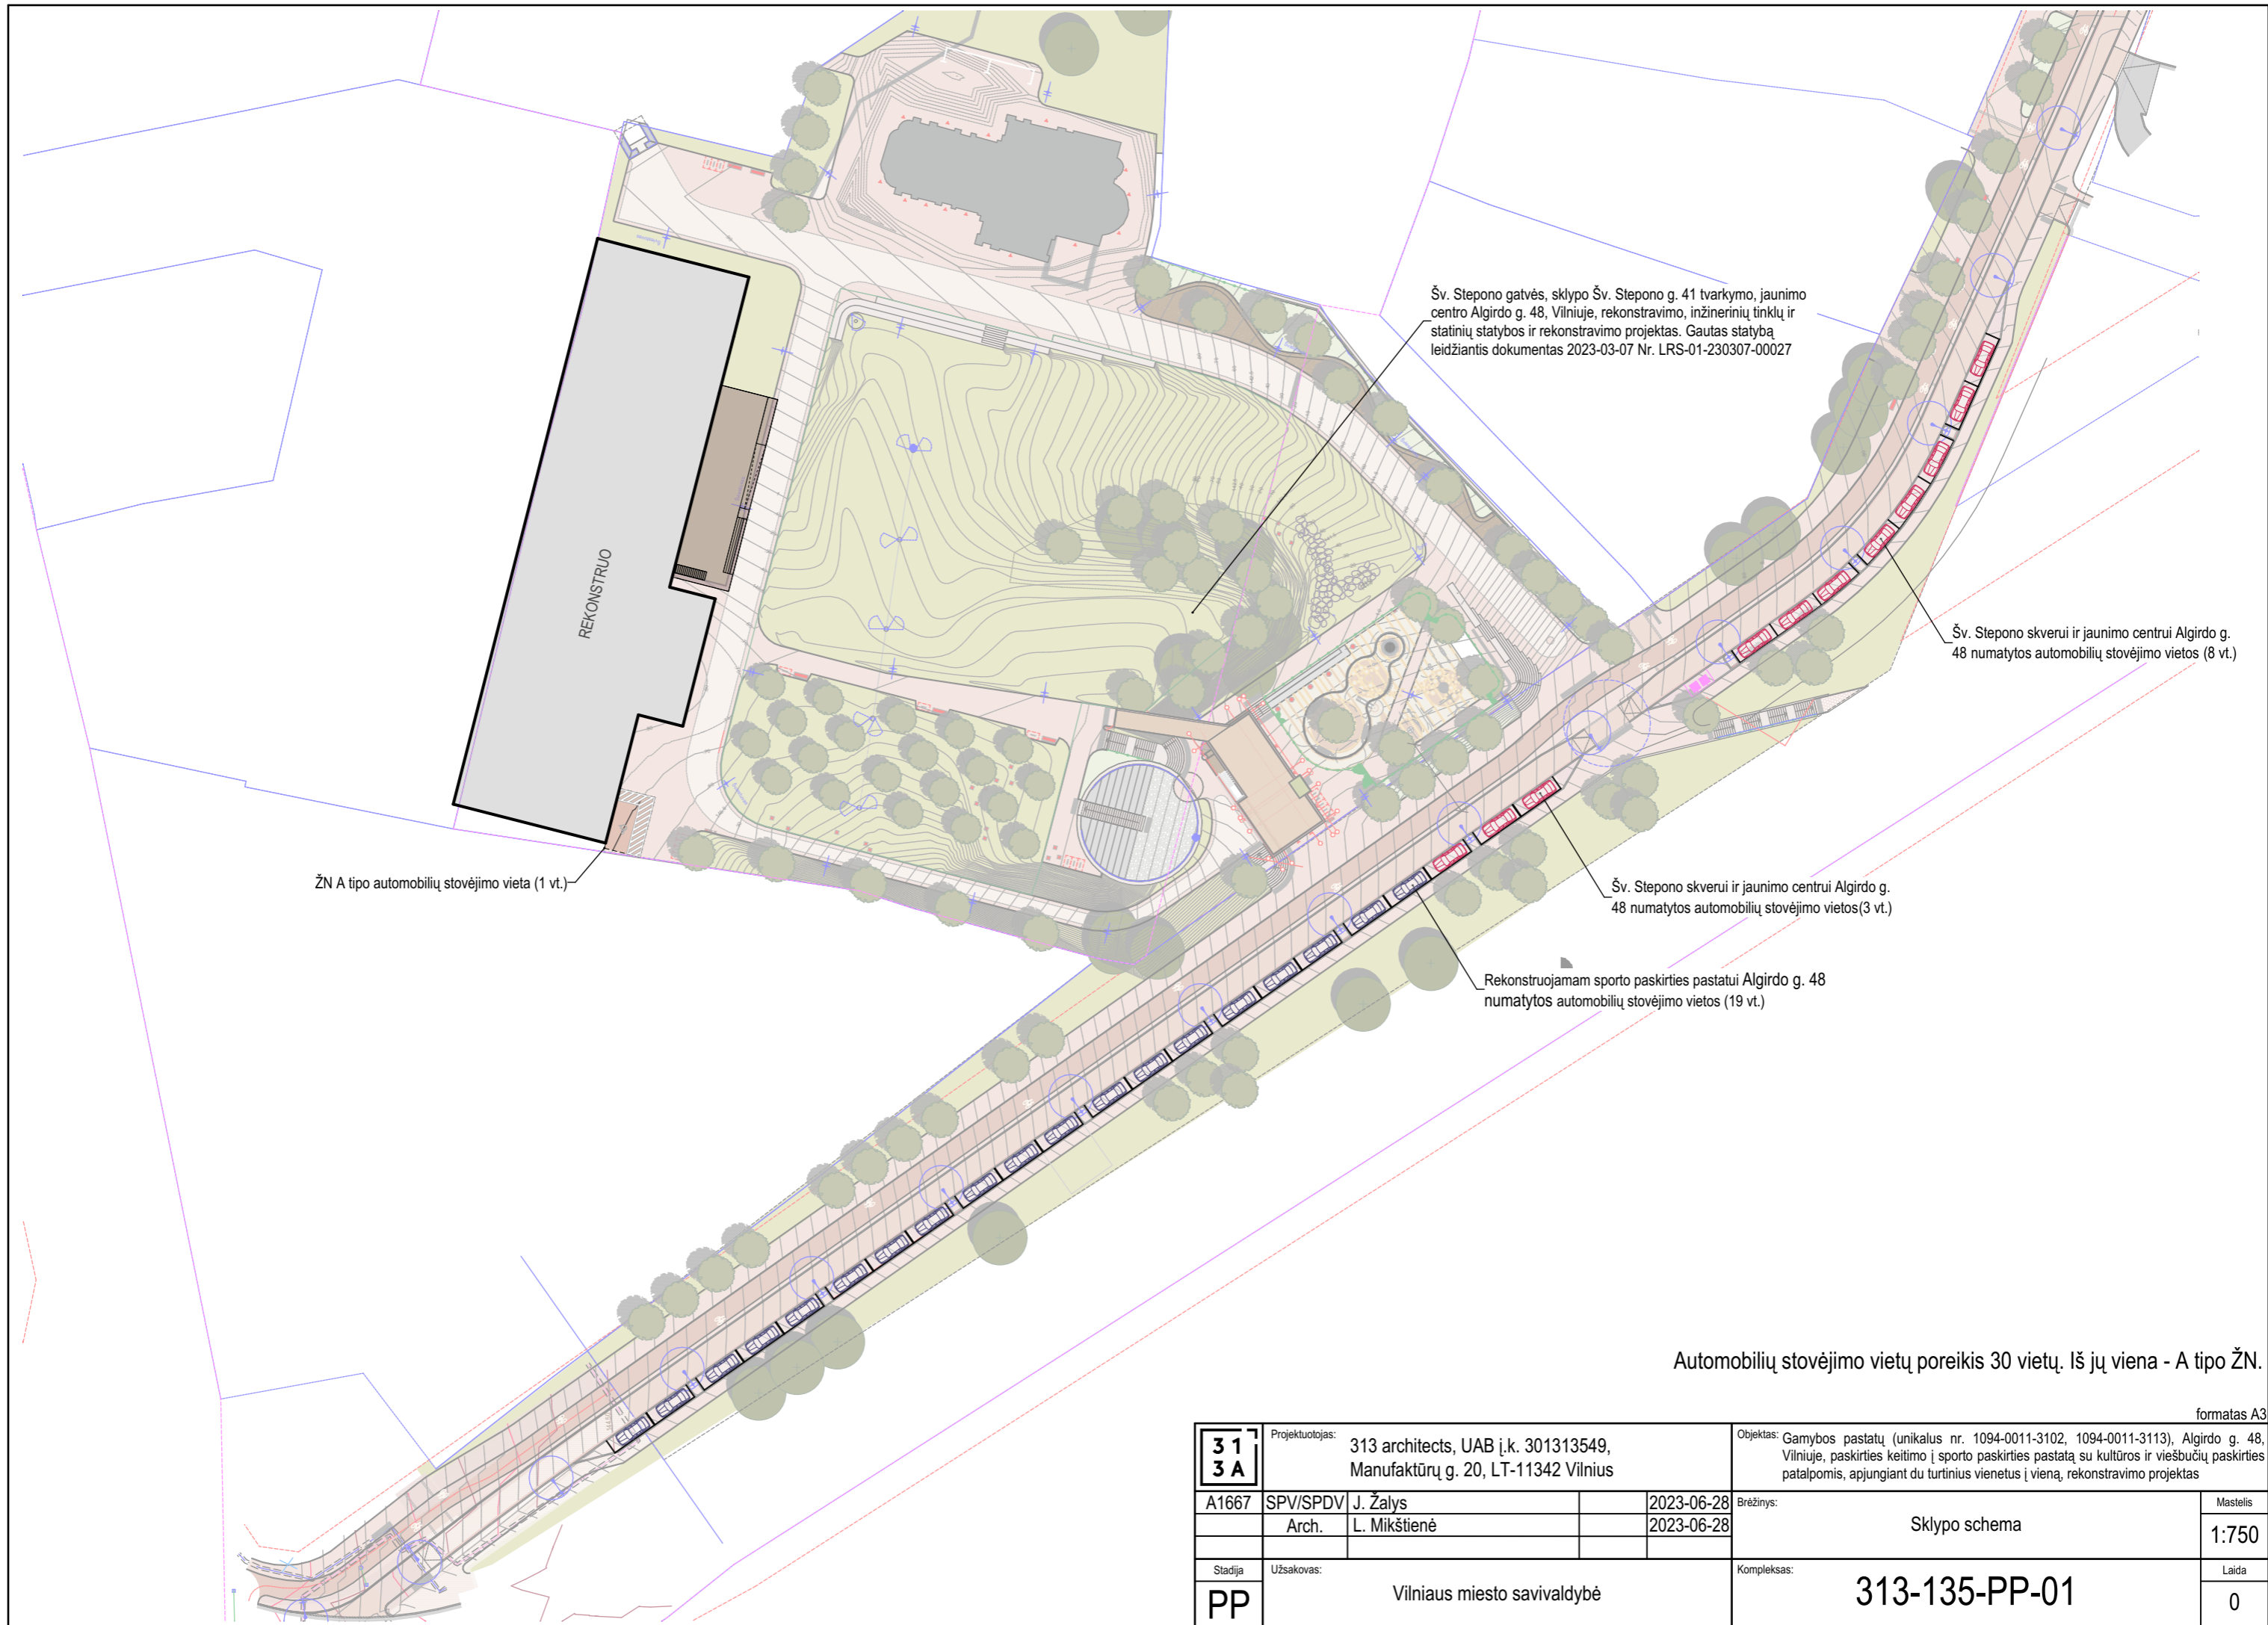 Šv. Stepono gatvės, sklypo Šv. Stepono g. 41 tvarkymo, jaunimo
centro Algirdo g. 48, Vilniuje, rekonstravimo, inžinerinių tinklų ir
statinių statybos ir rekonstravimo projektas. Gautas statybą
leidžiantis dokumentas 2023-03-07 Nr. LRS-01-230307-00027
REKONSTRUO
Šv. Stepono skverui ir jaunimo centrui Algirdo g.
48 numatytos automobilių stovėjimo vietos (8 vt.)
ŽN A tipo automobilių stovėjimo vieta (1 vt.)
Šv. Stepono skverui ir jaunimo centrui Algirdo g.
48 numatytos automobilių stovėjimo vietos(3 vt.)
Rekonstruojamam sporto paskirties pastatui Algirdo g. 48
numatytos automobilių stovėjimo vietos (19 vt.)
Automobilių stovėjimo vietų poreikis 30 vietų. Iš jų viena - A tipo ŽN.
formatas A3
31
3A
Projektuotojas:
313 architects, UAB į.k. 301313549,
Manufaktūrų g. 20, LT-11342 Vilnius
Objektas: Gamybos pastatų (unikalus nr. 1094-0011-3102, 1094-0011-3113), Algirdo g. 48,
Vilniuje, paskirties keitimo į sporto paskirties pastatą su kultūros ir viešbučių paskirties
patalpomis, apjungiant du turtinius vienetus į vieną, rekonstravimo projektas
A1667 SPV/SPDV J. Žalys 2023-06-28
Arch. L. Mikštienė 2023-06-28
Brėžinys:
Sklypo schema
Mastelis
1:750
Stadija
PP
Užsakovas:
Vilniaus miesto savivaldybė
Kompleksas:
313-135-PP-01
Laida
0